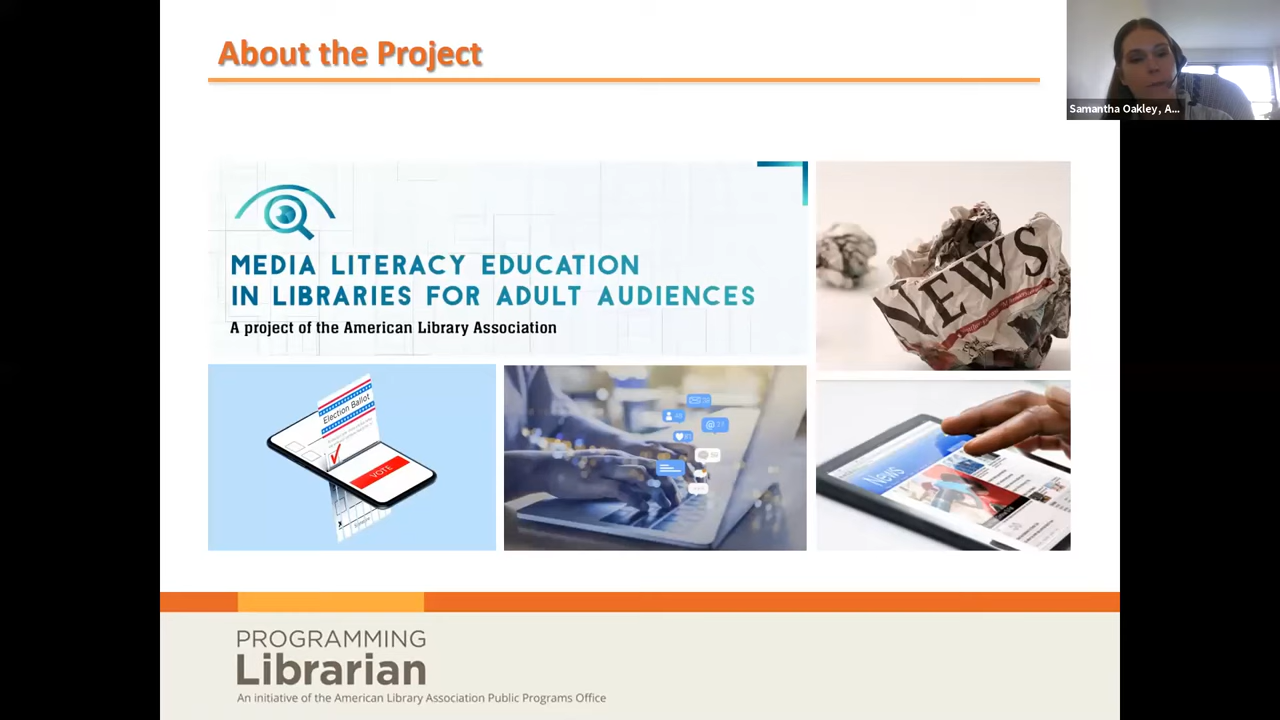 About the Project
Samantha Oakley, A...
MEDIA LITERACY EDUCATION
IN LIBRARIES FOR ADULT AUDIENCES
A project of the American Library Association
NEWS
Election Ballot
VOTE
News
PROGRAMMING
Librarian
An initiative of the American Library Association Public Programs Office